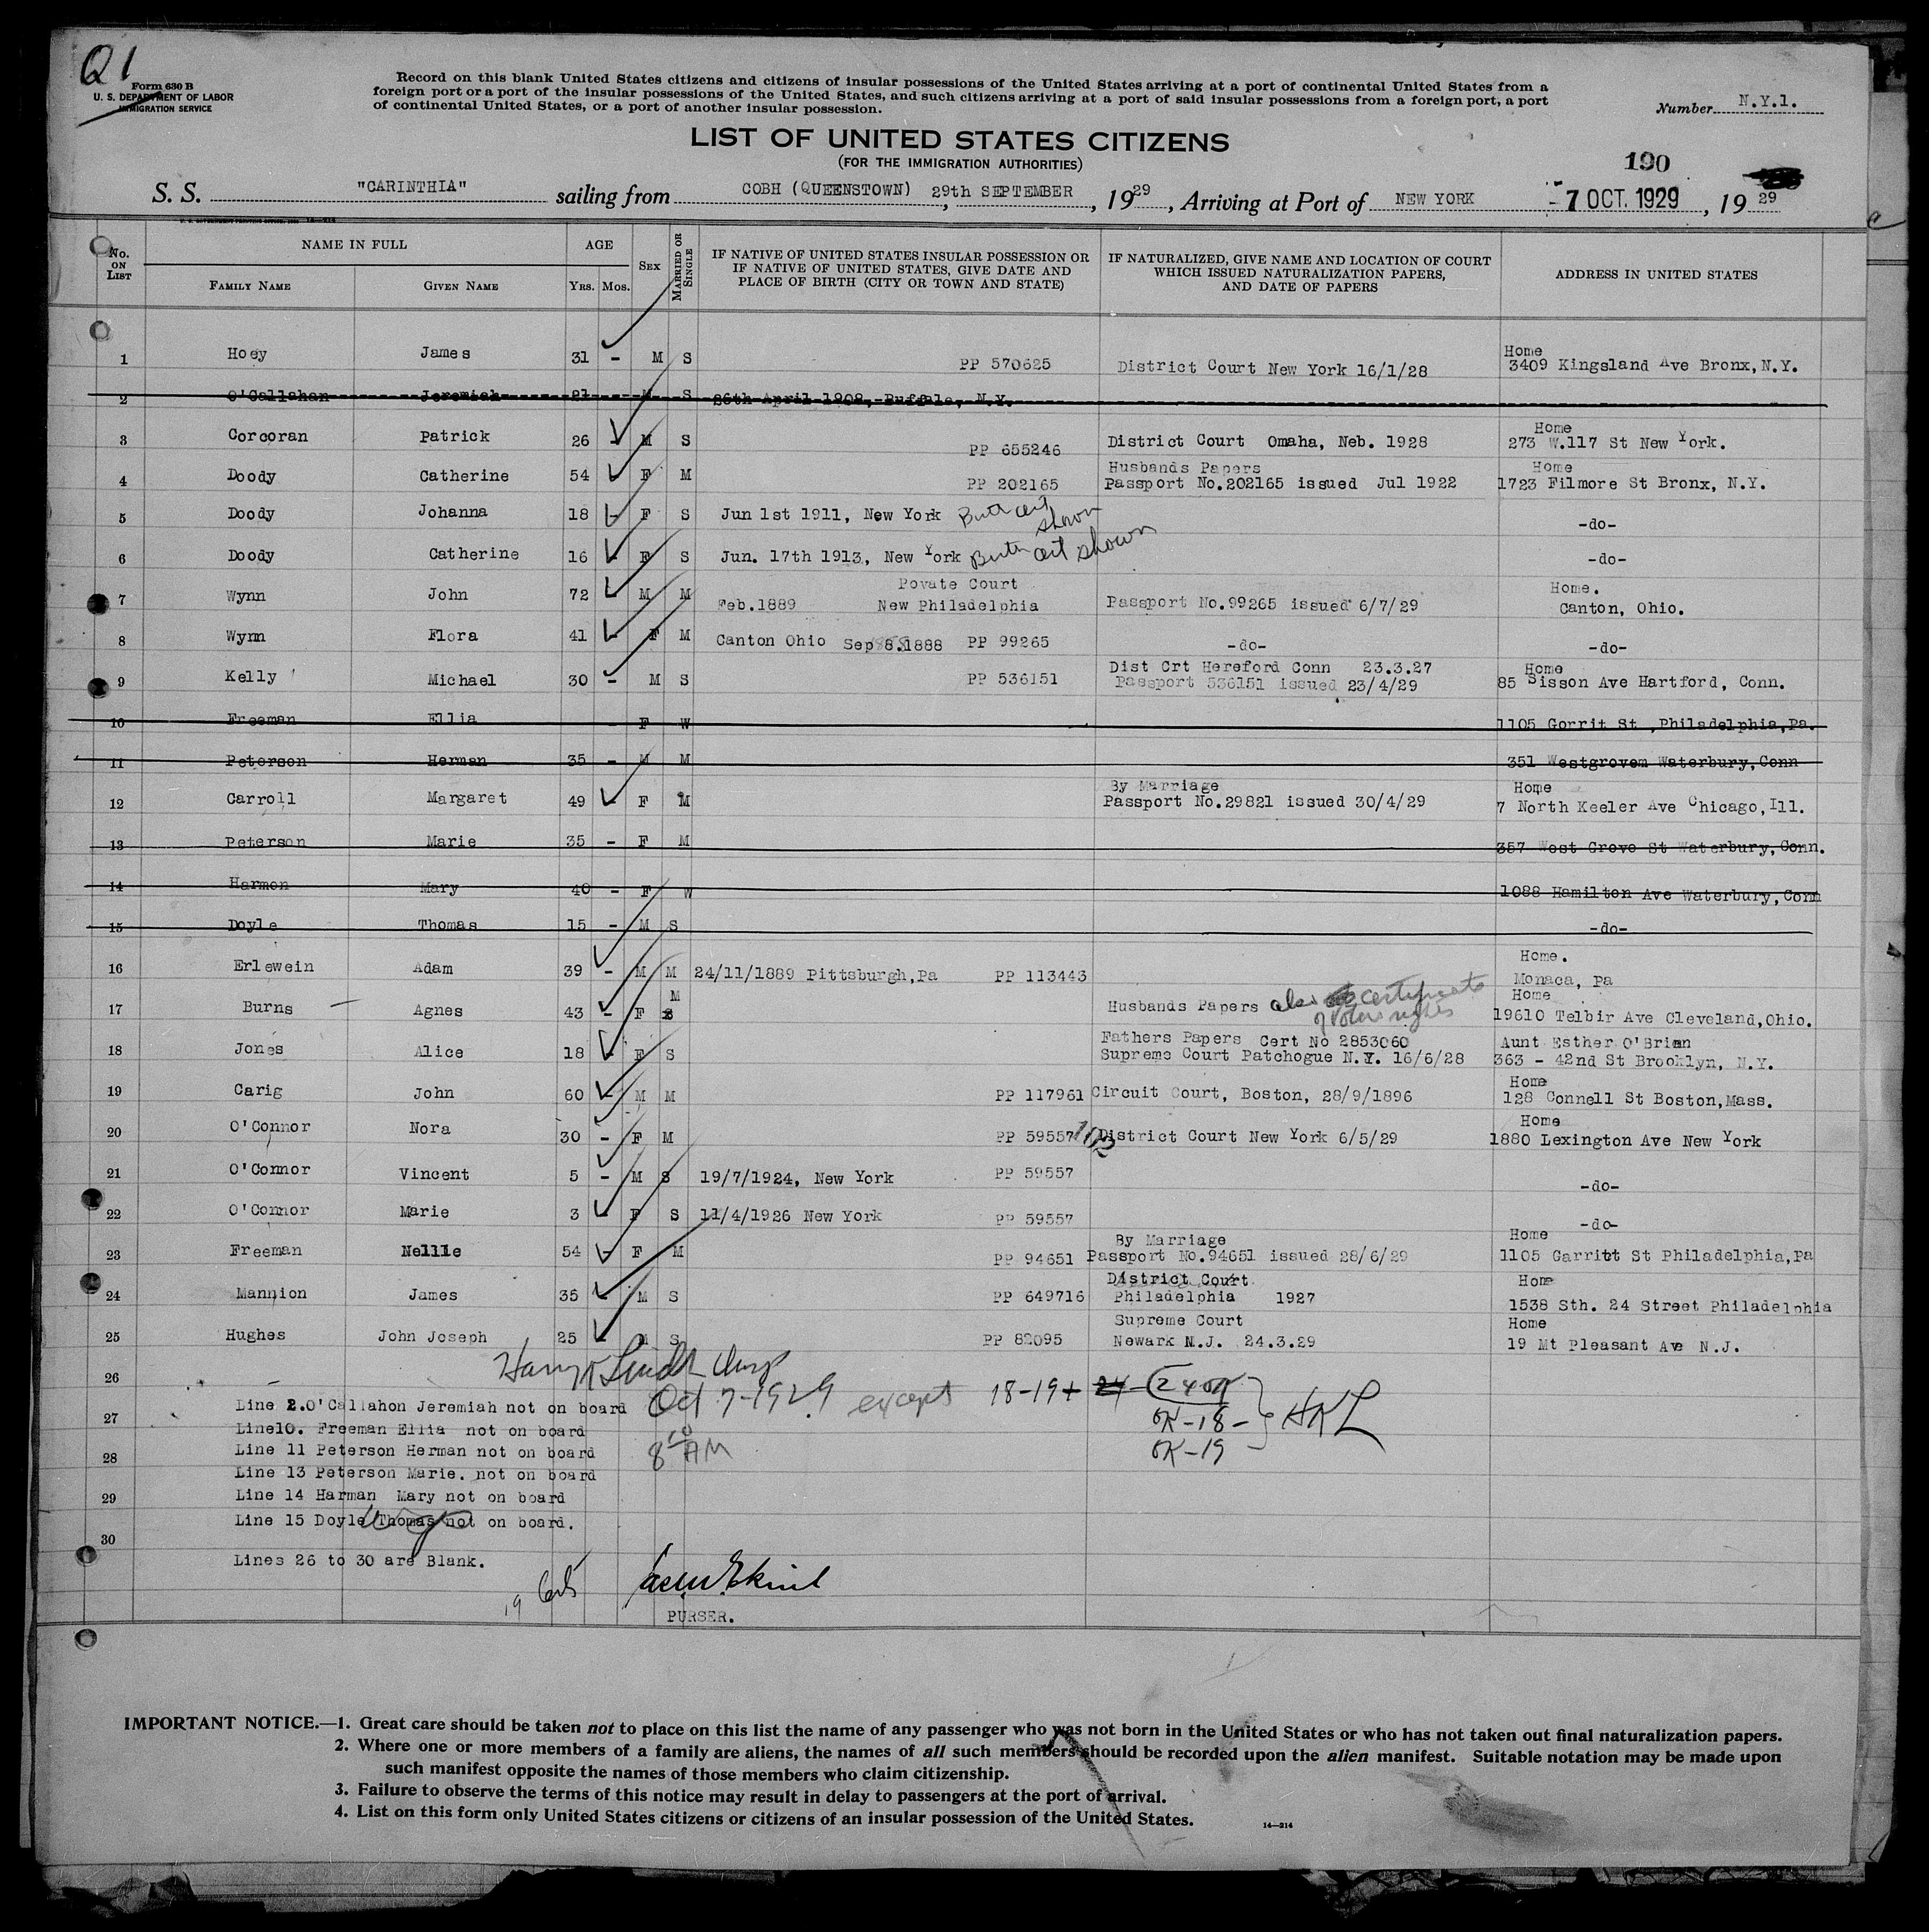 Q1
Form 630 B
U. S. DEPARTMENT OF LABOR
IMMIGRATION SERVICE
Record on this blank United States citizens and citizens of insular possessions of the United States arriving at a port of continental United States from a
foreign port or a port of the insular possessions of the United States, and such citizens arriving at a port of said insular possessions from a foreign port, a port
of continental United States, or a port of another insular possession.
Number N.Y.1.
LIST OF UNITED STATES CITIZENS
(FOR THE IMMIGRATION AUTHORITIES)
190
S. S. "CARINTHIA" sailing from COBH (QUEENSTOWN) 29th SEPTEMBER, 1929, Arriving at Port of NEW YORK -7 OCT. 1929, 1929
No. ON LIST
NAME IN FULL
FAMILY NAME GIVEN NAME
AGE
YRS. MOS.
SEX
MARRIED OR SINGLE
IF NATIVE OF UNITED STATES INSULAR POSSESSION OR
IF NATIVE OF UNITED STATES, GIVE DATE AND
PLACE OF BIRTH (CITY OR TOWN AND STATE)
IF NATURALIZED, GIVE NAME AND LOCATION OF COURT
WHICH ISSUED NATURALIZATION PAPERS,
AND DATE OF PAPERS
ADDRESS IN UNITED STATES
Home
1 Hoey James 31 - M S PP 570625 District Court New York 16/1/28 3409 Kingsland Ave Bronx, N.Y.
2 O'Callahan Jeremiah 21 - M S 26th April 1908, Buffale, N.Y.
Home
3 Corcoran Patrick 26 - M S PP 655246 District Court Omaha, Neb. 1928 273 W.117 St New York.
Husbands Papers Home
4 Doody Catherine 54 - F M PP 202165 Passport No.202165 issued Jul 1922 1723 Filmore St Bronx, N.Y.
5 Doody Johanna 18 - F S Jun 1st 1911, New York Birth cert shown -do-
6 Doody Catherine 16 - F S Jun. 17th 1913, New York Birth cert shown -do-
Povate Court Home.
7 Wynn John 72 - M M Feb.1889 New Philadelphia Passport No.99265 issued 6/7/29 Canton, Ohio.
8 Wynn Flora 41 - F M Canton Ohio Sep 8.1888 PP 99265 -do- -do-
Dist Crt Hereford Conn 23.3.27 Home
9 Kelly Michael 30 - M S PP 536151 Passport 536151 issued 23/4/29 85 Sisson Ave Hartford, Conn.
10 Freeman Ellia F W 1105 Gorrit St ,Philadelphia,Pa.
11 Peterson Herman 35 - M M 351 Westgrovem Waterbury,Conn
By Marriage Home
12 Carroll Margaret 49 - F M Passport No.29821 issued 30/4/29 7 North Keeler Ave Chicago,Ill.
13 Peterson Marie 35 - F M 357 West Grove St Waterbury,Conn.
14 Harmon Mary 40 - F W 1088 Hamilton Ave Waterbury,Conn
15 Doyle Thomas 15 - M S -do-
Home.
16 Erlewein Adam 39 - M M 24/11/1889 Pittsburgh,Pa PP 113443 Monaca, Pa
M Home
17 Burns Agnes 43 - F S Husbands Papers also certificate of voters rights 19610 Telbir Ave Cleveland,Ohio.
Fathers Papers Cert No 2853060 Aunt Esther O'Brien
18 Jones Alice 18 - F S Supreme Court Patchogue N.Y. 16/6/28 363 - 42nd St Brooklyn, N.Y.
Home
19 Carig John 60 - M M PP 117961 Circuit Court, Boston, 28/9/1896 128 Connell St Boston,Mass.
Home
20 O'Connor Nora 30 - F M PP 59557 District Court New York 6/5/29 1880 Lexington Ave New York
21 O'Connor Vincent 5 - M S 19/7/1924, New York PP 59557 -do-
22 O'Connor Marie 3 - F S 11/4/1926 New York PP 59557 -do-
By Marriage Home
23 Freeman Nellie 54 - F M PP 94651 Passport No.94651 issued 28/6/29 1105 Garritt St Philadelphia,Pa
District Court Home
24 Mannion James 35 - M S PP 649716 Philadelphia 1927 1538 Sth. 24 Street Philadelphia
Supreme Court Home
25 Hughes John Joseph 25 - M S PP 82095 Newark N.J. 24.3.29 19 Mt Pleasant Ave N.J.
26
Oct 7-1929 except 18-19+ 24 OK
OK-18- HKL
OK-19
8 10 AM
Line 2.O'Callahon Jeremiah not on board
27
Line10. Freeman Ellia not on board
Line 11 Peterson Herman not on board
28
Line 13 Peterson Marie. not on board
Line 14 Harman Mary not on board
29
Line 15 Doyle Thomas not on board.
30
Lines 26 to 30 are Blank.
19
PURSER.
IMPORTANT NOTICE.—1. Great care should be taken not to place on this list the name of any passenger who was not born in the United States or who has not taken out final naturalization papers.
2. Where one or more members of a family are aliens, the names of all such members should be recorded upon the alien manifest. Suitable notation may be made upon
such manifest opposite the names of those members who claim citizenship.
3. Failure to observe the terms of this notice may result in delay to passengers at the port of arrival.
4. List on this form only United States citizens or citizens of an insular possession of the United States.
14—214